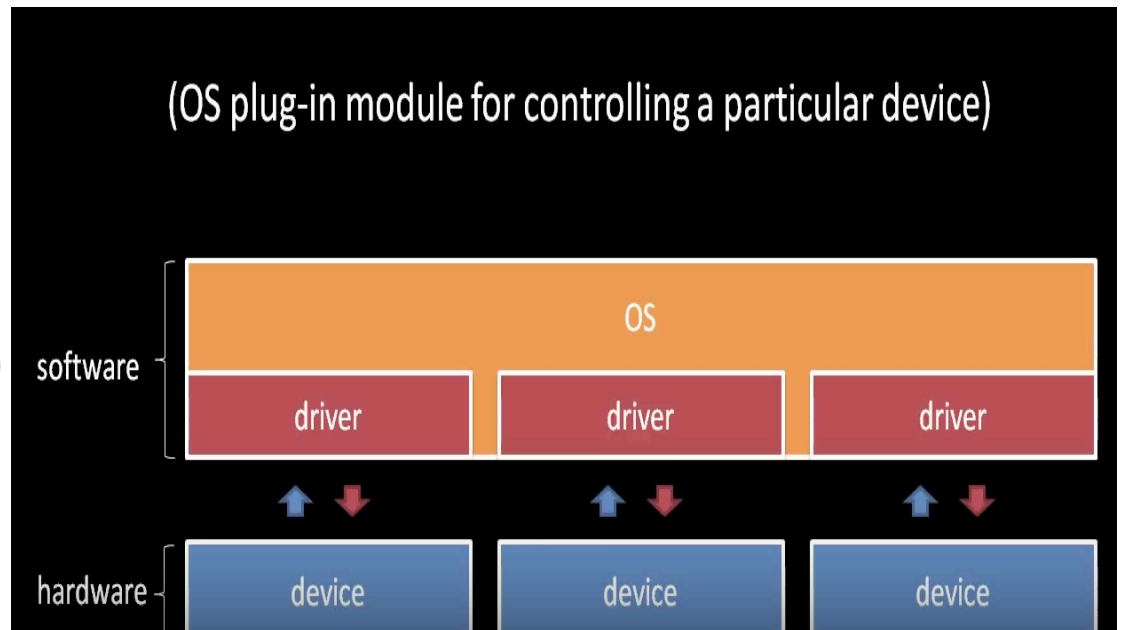 (OS plug-in module for controlling a particular device)
OS
software
driver driver driver
hardware device device device